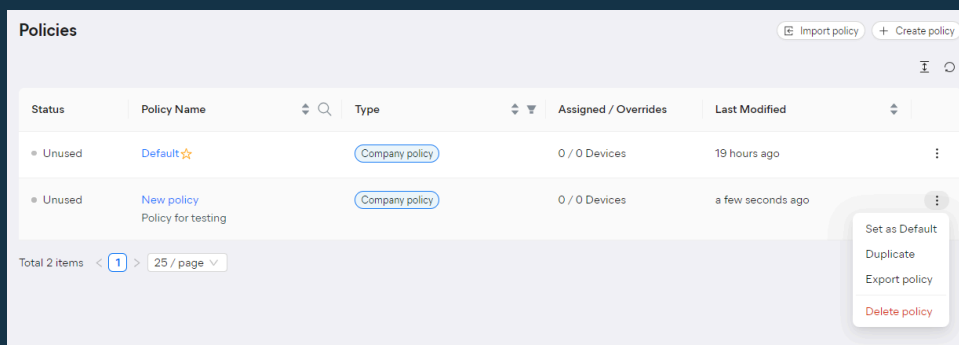 Policies
Import policy
+ Create policy
Status Policy Name Type Assigned / Overrides Last Modified
Unused Default Company policy 0 / 0 Devices 19 hours ago
Unused New policy Company policy 0 / 0 Devices a few seconds ago
Policy for testing
Set as Default
Duplicate
Export policy
Delete policy
Total 2 items < 1 > 25 / page